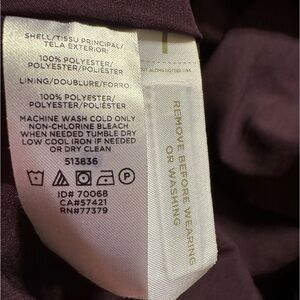 SHELL/TISSU PRINCIPAL/
TELA EXTERIOR:
100% POLYESTER/
POLYESTER/POLIÉSTER
LINING/DOUBLURE/FORRO:
100% POLYESTER/
POLYESTER/POLIÉSTER
MACHINE WASH COLD ONLY
NON-CHLORINE BLEACH
WHEN NEEDED TUMBLE DRY
LOW COOL IRON IF NEEDED
OR DRY CLEAN
513836
P
ID# 70068
CA#57421
RN#77379
REMOVE BEFORE WEARING
OR WASHING